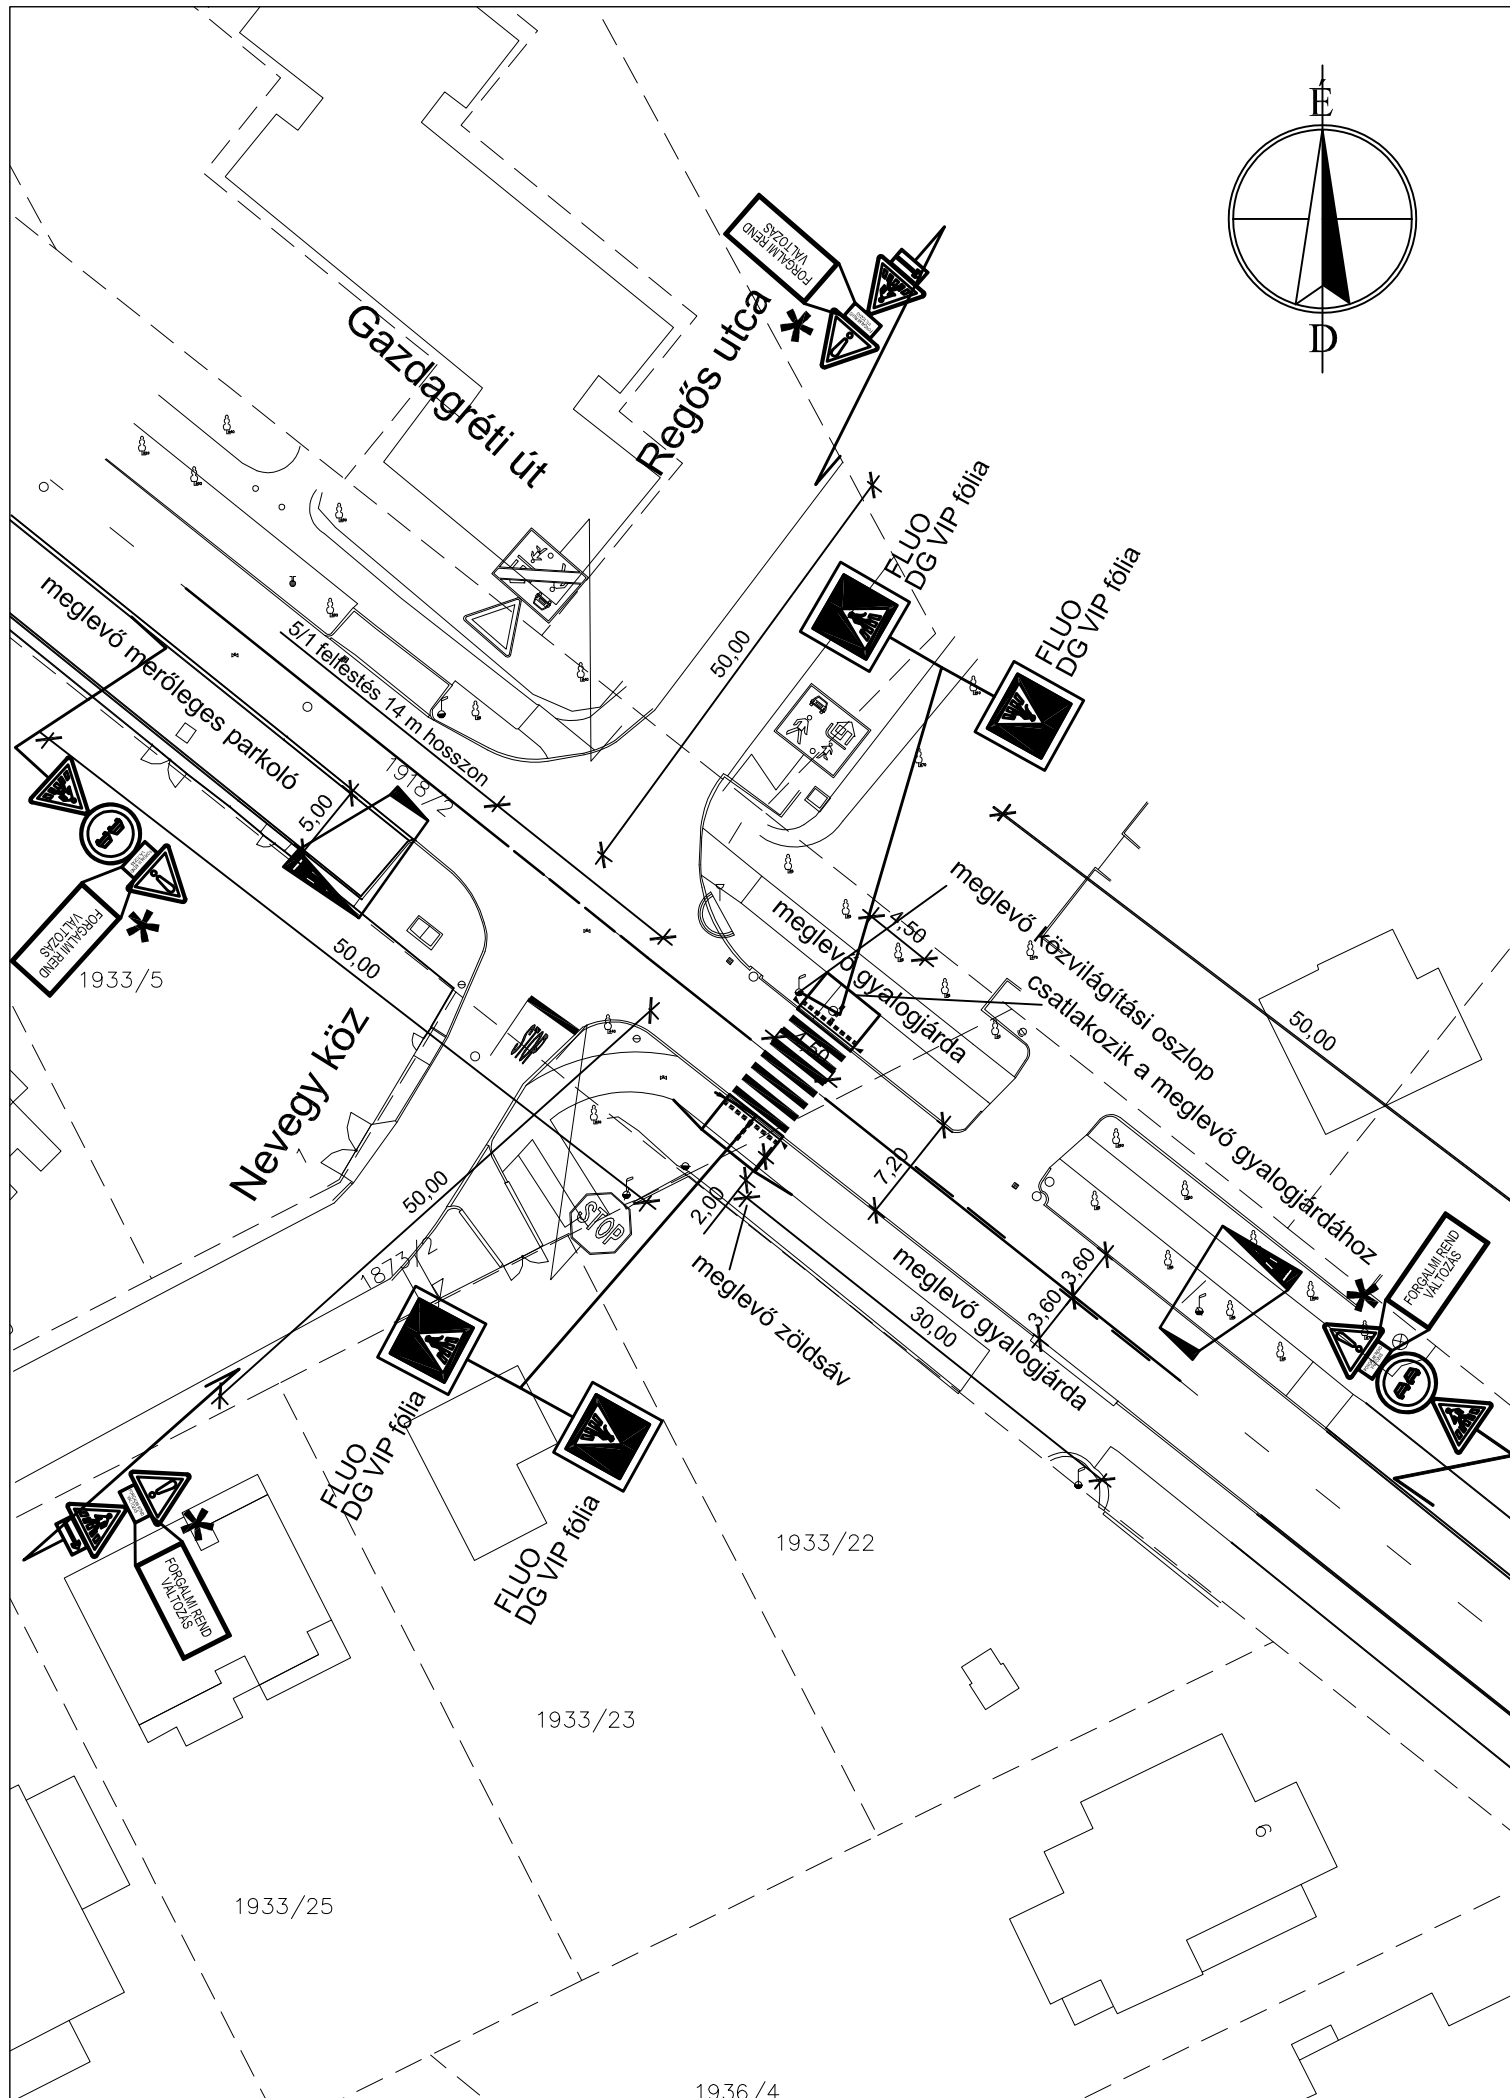 É
D
FORGALMI REND
VÁLTOZÁS
Gazdagréti út
Regős utca
FLUO
DG VIP fólia
FLUO
DG VIP fólia
50,00
meglevő merőleges parkoló
5/1 felfestés 14 m hosszon
1918/2
5,00
FORGALMI REND
VÁLTOZÁS
1933/5
50,00
Nevegy köz
1
STOP
4,50
meglevő gyalogjárda
meglevő közvilágítási oszlop
csatlakozik a meglevő gyalogjárdához
50,00
4,50
7,20
50,00
STOP
2,00
1873/2
meglevő zöldsáv
meglevő gyalogjárda
30,00
3,60
3,60
FORGALMI REND
VÁLTOZÁS
FLUO
DG VIP fólia
FLUO
DG VIP fólia
FORGALMI REND
VÁLTOZÁS
1933/22
1933/23
6
1933/25
1936/4